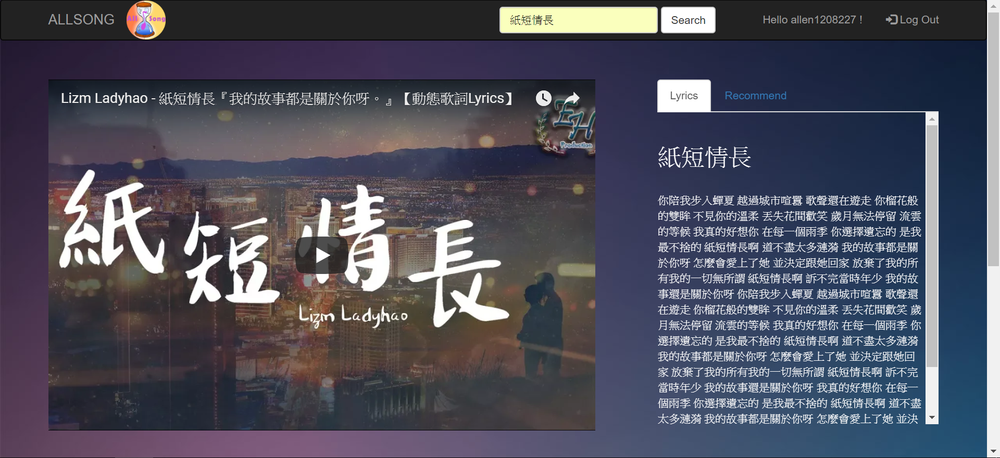 ALLSONG
All Song
紙短情長
Search
Hello allen1208227 !
Log Out
Lizm Ladyhao - 紙短情長『我的故事都是關於你呀。』【動態歌詞Lyrics】
EH
Production
紙短情長
Lizm Ladyhao
Lyrics
Recommend
紙短情長
你陪我步入蟬夏 越過城市喧囂 歌聲還在遊走 你榴花般
的雙眸 不見你的溫柔 丟失花間歡笑 歲月無法停留 流雲
的等候 我真的好想你 在每一個雨季 你選擇遺忘的 是我
最不捨的 紙短情長啊 道不盡太多漣漪 我的故事都是關
於你呀 怎麼會愛上了她 並決定跟她回家 放棄了我的所
有我的一切無所謂 紙短情長啊 訴不完當時年少 我的故
事還是關於你呀 你陪我步入蟬夏 越過城市喧囂 歌聲還
在遊走 你榴花般的雙眸 不見你的溫柔 丟失花間歡笑 歲
月無法停留 流雲的等候 我真的好想你 在每一個雨季 你
選擇遺忘的 是我最不捨的 紙短情長啊 道不盡太多漣漪
我的故事都是關於你呀 怎麼會愛上了她 並決定跟她回
家 放棄了我的所有我的一切無所謂 紙短情長啊 訴不完
當時年少 我的故事還是關於你呀 我真的好想你 在每一
個雨季 你選擇遺忘的 是我最不捨的 紙短情長啊 道不盡
太多漣漪 我的故事都是關於你呀 怎麼會愛上了她 並決